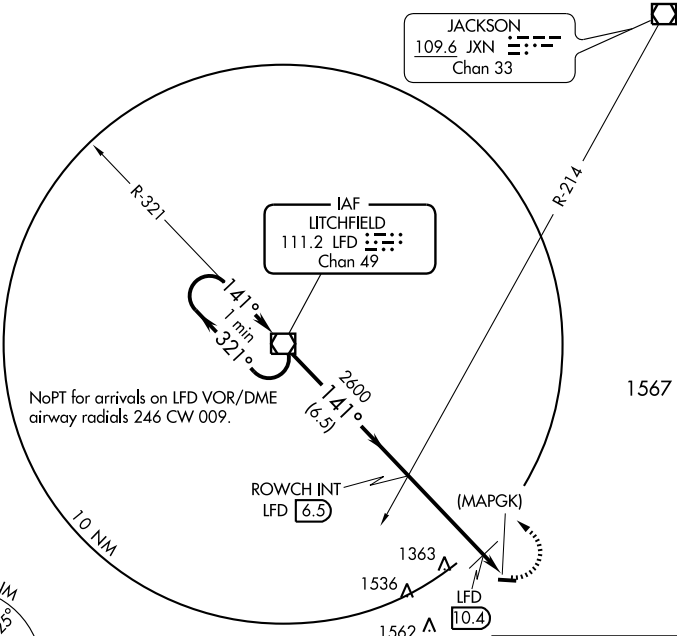 JACKSON
109.6 JXN
Chan 33
R-321
R-214
IAF
LITCHFIELD
111.2 LFD
Chan 49
141°
1 min
321°
2600
141°
(6.5)
NoPT for arrivals on LFD VOR/DME
airway radials 246 CW 009.
1567
ROWCH INT
LFD 6.5
(MAPGK)
10 NM
1363
1536
LFD
10.4
1562